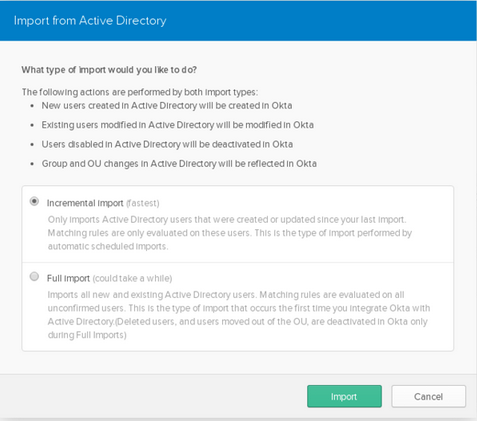 Import from Active Directory
What type of import would you like to do?
The following actions are performed by both import types:
• New users created in Active Directory will be created in Okta
• Existing users modified in Active Directory will be modified in Okta
• Users disabled in Active Directory will be deactivated in Okta
• Group and OU changes in Active Directory will be reflected in Okta
Incremental import (fastest)
Only imports Active Directory users that were created or updated since your last import.
Matching rules are only evaluated on these users. This is the type of import performed by
automatic scheduled imports.
Full import (could take a while)
Imports all new and existing Active Directory users. Matching rules are evaluated on all
unconfirmed users. This is the type of import that occurs the first time you integrate Okta with
Active Directory.(Deleted users, and users moved out of the OU, are deactivated in Okta only
during Full Imports)
Import
Cancel